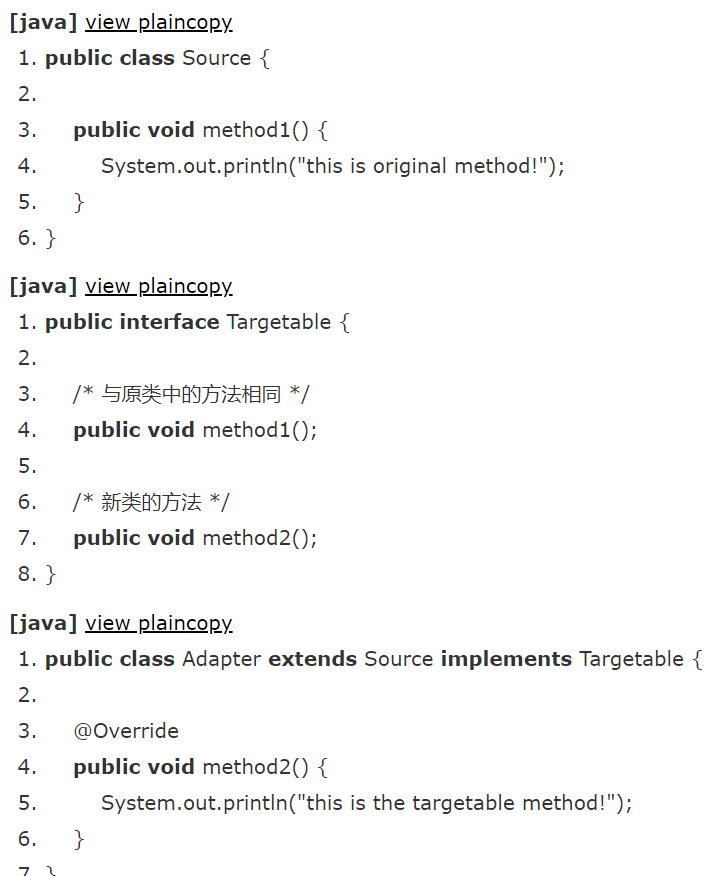 [java] view plaincopy
1. public class Source {
2.
3. public void method1() {
4. System.out.println("this is original method!");
5. }
6. }
[java] view plaincopy
1. public interface Targetable {
2.
3. /* 与原类中的方法相同 */
4. public void method1();
5.
6. /* 新类的方法 */
7. public void method2();
8. }
[java] view plaincopy
1. public class Adapter extends Source implements Targetable {
2.
3. @Override
4. public void method2() {
5. System.out.println("this is the targetable method!");
6. }
7. }